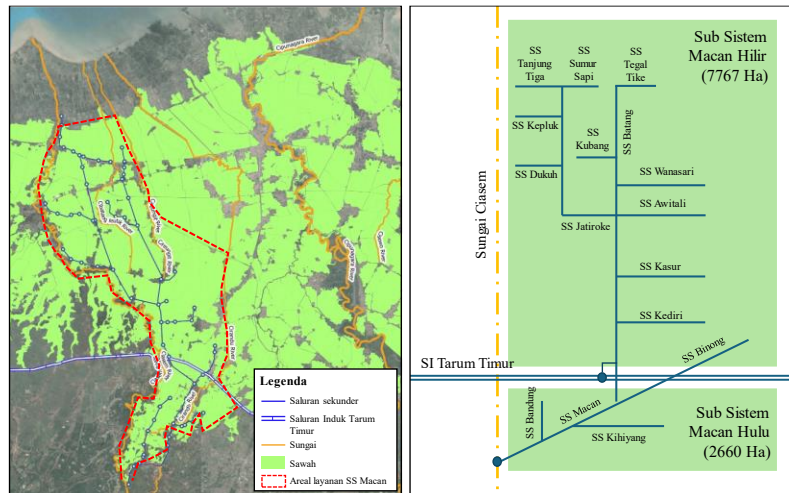 Cipunagara River
Legenda
Saluran sekunder
Saluran Induk Tarum
Timur
Sungai
Sawah
Areal layanan SS Macan
Sub Sistem
Macan Hilir
(7767 Ha)
SS
Tanjung
Tiga
SS
Sumur
Sapi
SS
Tegal
Tike
SS Kepluk
SS
Kubang
SS Batang
SS Dukuh
SS Wanasari
SS Awitali
SS Jatiroke
Sungai Ciasem
SS Kasur
SS Kediri
SI Tarum Timur
SS Binong
SS Bandung
SS Macan
SS Kihiyang
Sub Sistem
Macan Hulu
(2660 Ha)